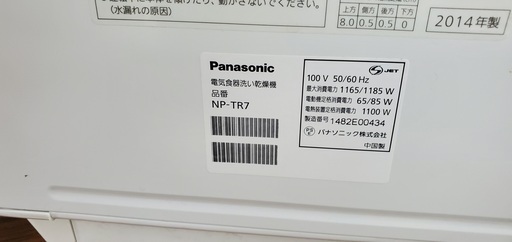 (水漏れの原因)
上方 側方 後方 下方
8.0 0.5 0.5 0
2014年製
Panasonic
電気食器洗い乾燥機
品番
NP-TR7
JET
100 V 50/60 Hz
最大消費電力 1165/1185 W
電動機定格消費電力 65/85 W
電熱装置定格消費電力 1100 W
製造番号 1482E00434
パナソニック株式会社
中国製